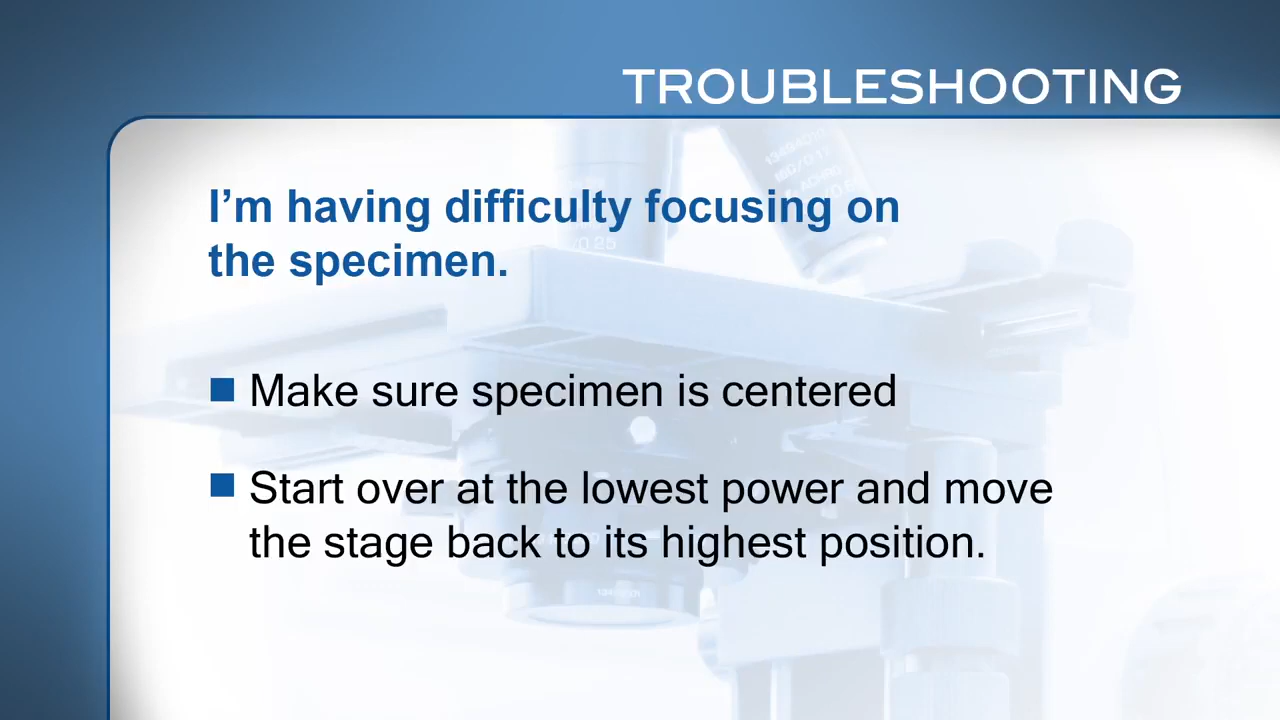 TROUBLESHOOTING
I'm having difficulty focusing on
the specimen.
Make sure specimen is centered
Start over at the lowest power and move
the stage back to its highest position.